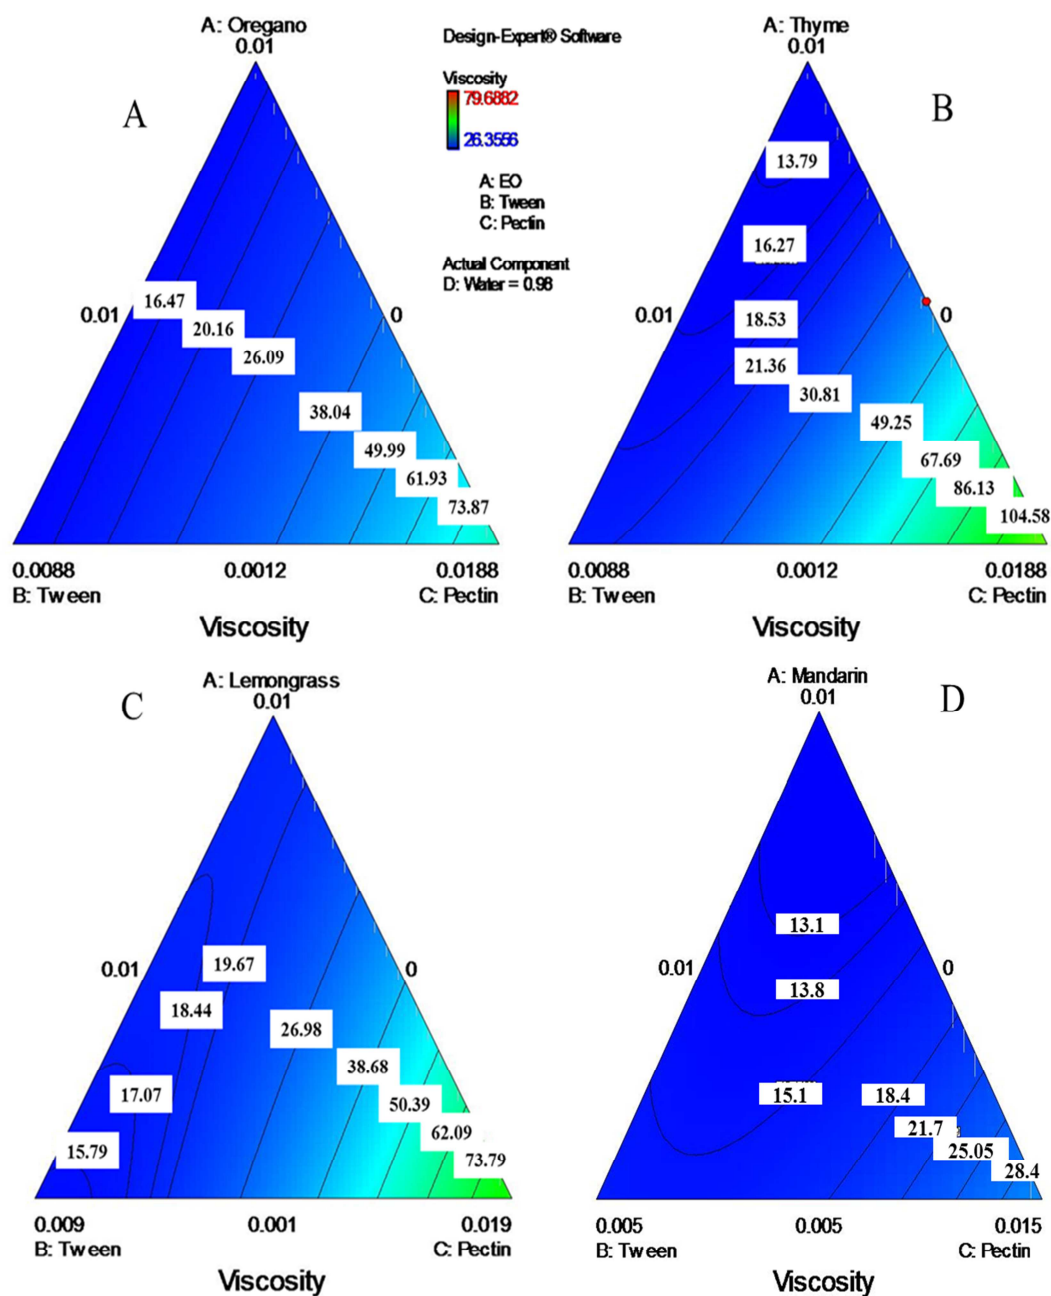 A: Oregano
0.01
A
16.47
0.01
20.16
0
26.09
38.04
49.99
61.93
73.87
0.0088
0.0012
0.0188
B: Tween
C: Pectin
Viscosity
Design-Expert® Software
Viscosity
79.6882
26.3556
A: EO
B: Tween
C: Pectin
Actual Component
D: Water = 0.98
A: Thyme
0.01
B
13.79
16.27
0.01
18.53
0
21.36
30.81
49.25
67.69
86.13
104.58
0.0088
0.0012
0.0188
B: Tween
C: Pectin
Viscosity
A: Lemongrass
0.01
C
0.01
19.67
0
18.44
26.98
38.68
17.07
50.39
62.09
15.79
73.79
0.009
0.001
0.019
B: Tween
C: Pectin
Viscosity
A: Mandarin
0.01
D
13.1
0.01
0
13.8
15.1
18.4
21.7
25.05
28.4
0.005
0.005
0.015
B: Tween
C: Pectin
Viscosity